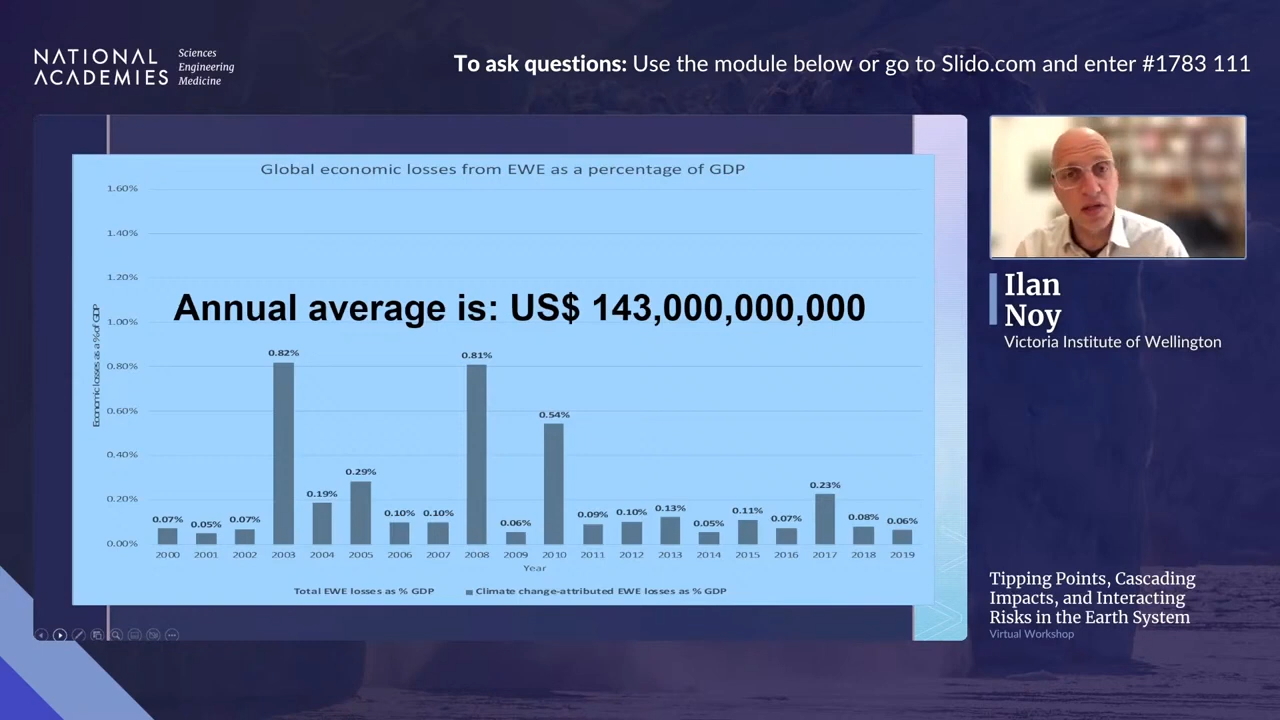 NATIONAL
ACADEMIES
Sciences
Engineering
Medicine
To ask questions: Use the module below or go to Slido.com and enter #1783 111
Global economic losses from EWE as a percentage of GDP
1.60%
1.40%
1.20%
Annual average is: US$ 143,000,000,000
1.00%
Economic losses as a % of GDP
0.80%
0.60%
0.40%
0.20%
0.00%
0.07% 0.05% 0.07% 0.82% 0.19% 0.29% 0.10% 0.10% 0.81% 0.06% 0.54% 0.09% 0.10% 0.13% 0.05% 0.11% 0.07% 0.23% 0.08% 0.06%
2000 2001 2002 2003 2004 2005 2006 2007 2008 2009 2010 2011 2012 2013 2014 2015 2016 2017 2018 2019
Year
Total EWE losses as % GDP Climate change-attributed EWE losses as % GDP
Ilan
Noy
Victoria Institute of Wellington
Tipping Points, Cascading
Impacts, and Interacting
Risks in the Earth System
Virtual Workshop